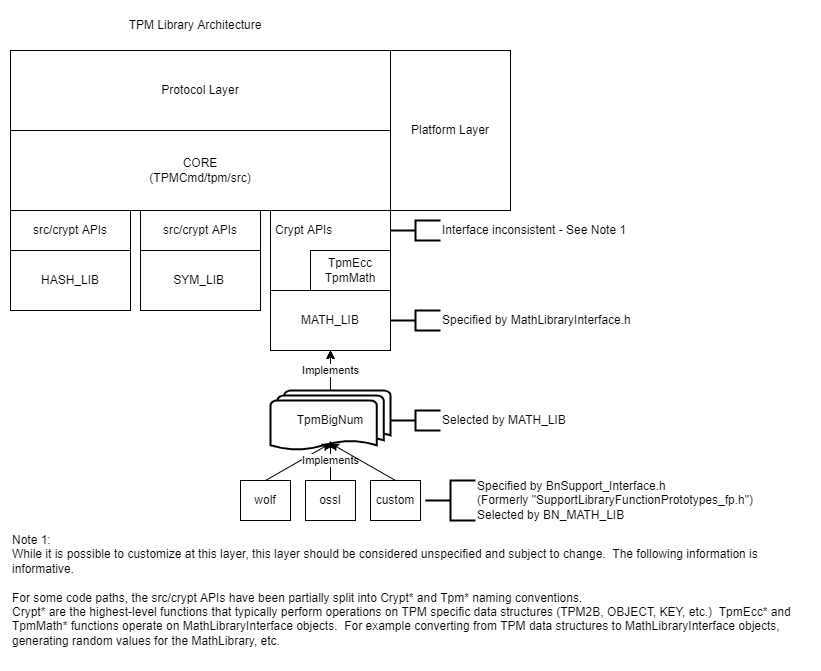 TPM Library Architecture
Protocol Layer
Platform Layer
CORE
(TPMCmd/tpm/src)
src/crypt APIs
src/crypt APIs
Crypt APIs
Interface inconsistent - See Note 1
TpmEcc
TpmMath
HASH_LIB
SYM_LIB
MATH_LIB
Specified by MathLibraryInterface.h
Implements
TpmBigNum
Selected by MATH_LIB
Implements
wolf
ossl
custom
Specified by BnSupport_Interface.h
(Formerly "SupportLibraryFunctionPrototypes_fp.h")
Selected by BN_MATH_LIB
Note 1:
While it is possible to customize at this layer, this layer should be considered unspecified and subject to change.  The following information is
informative.
For some code paths, the src/crypt APIs have been partially split into Crypt* and Tpm* naming conventions.
Crypt* are the highest-level functions that typically perform operations on TPM specific data structures (TPM2B, OBJECT, KEY, etc.)  TpmEcc* and
TpmMath* functions operate on MathLibraryInterface objects.  For example converting from TPM data structures to MathLibraryInterface objects,
generating random values for the MathLibrary, etc.